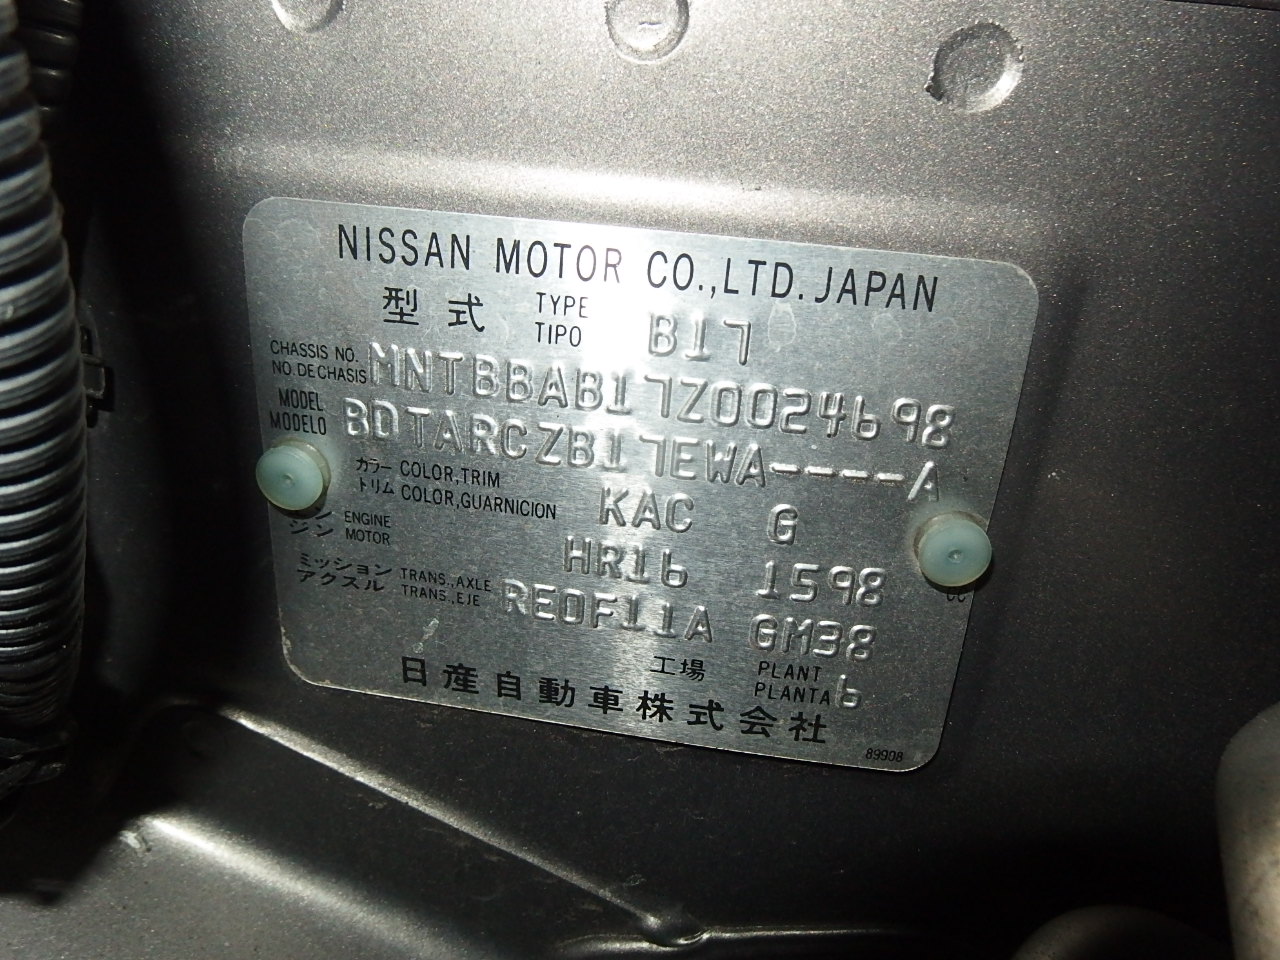 NISSAN MOTOR CO.,LTD. JAPAN
型式 TYPE TIPO B17
CHASSIS NO. NO. DE CHASIS MNTBBAB17Z0024698
MODEL MODELO BDTARCZB17EWA----A
カラー COLOR,TRIM トリム COLOR,GUARNICION KAC G
ン ジン ENGINE MOTOR HR16 1598
ミッション アクスル TRANS.,AXLE TRANS.,EJE RE0F11A GM38
工場 PLANT PLANTA 6
日産自動車株式会社
89908